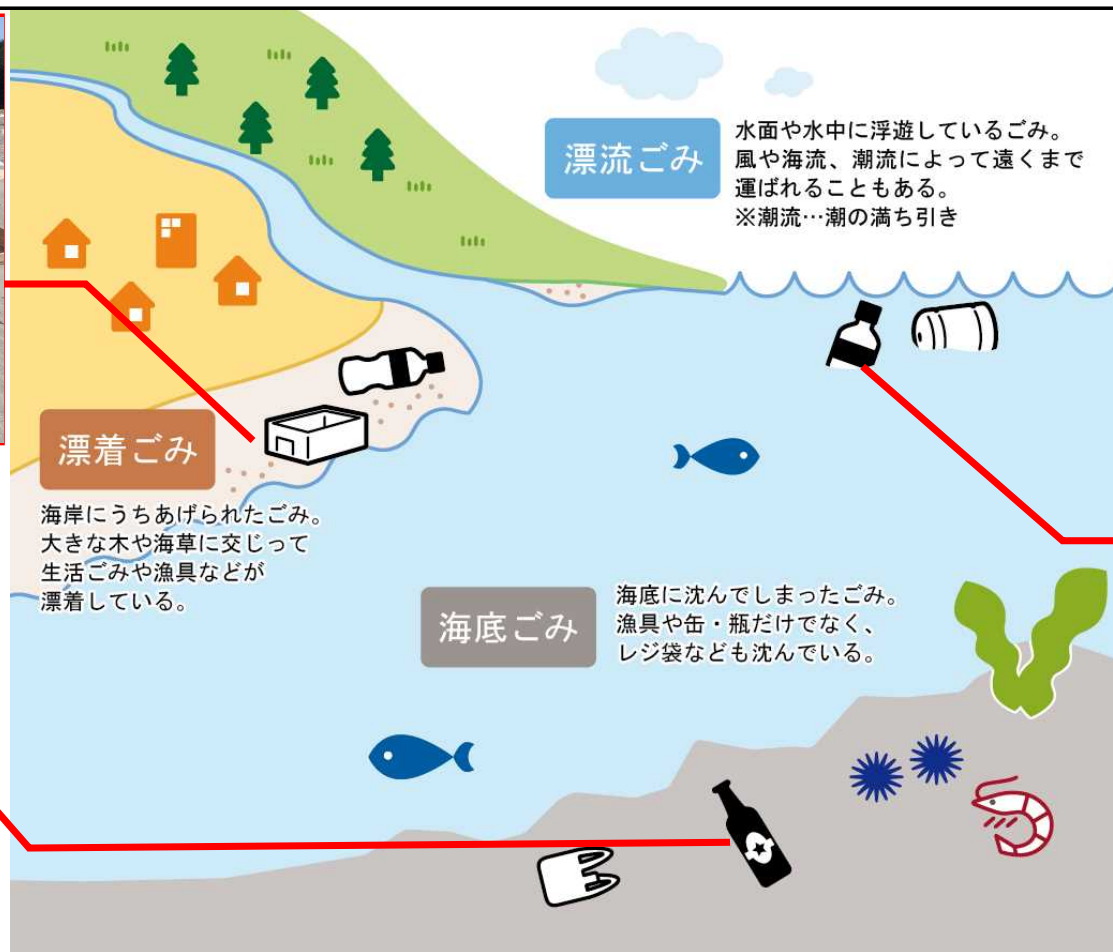 漂流ごみ
水面や水中に浮遊しているごみ。
風や海流、潮流によって遠くまで
運ばれることもある。
※潮流…潮の満ち引き
漂着ごみ
海岸にうちあげられたごみ。
大きな木や海草に交じって
生活ごみや漁具などが
漂着している。
海底ごみ
海底に沈んでしまったごみ。
漁具や缶・瓶だけでなく、
レジ袋なども沈んでいる。